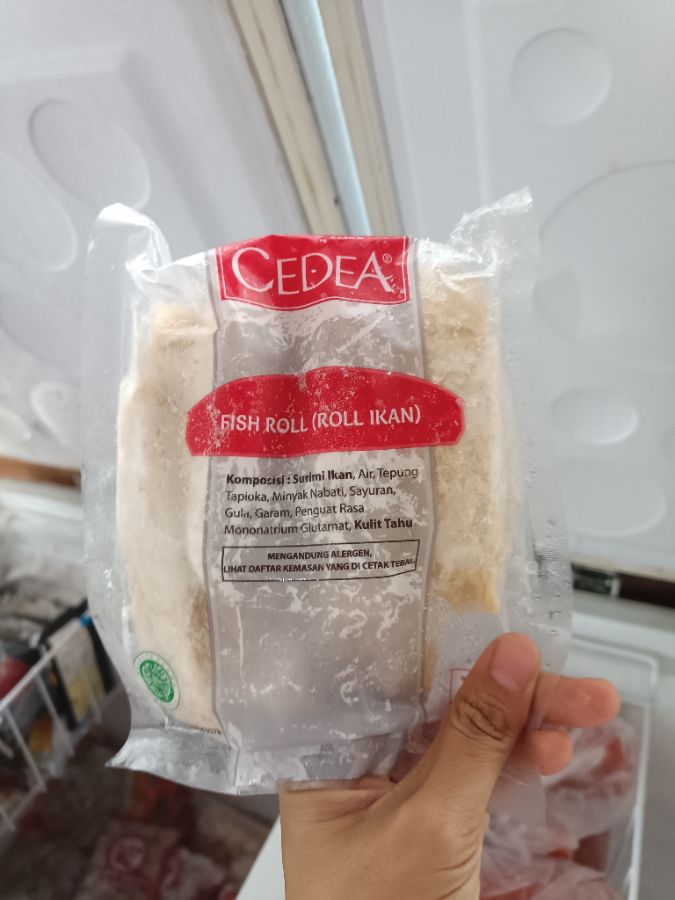 CEDEA®
FISH ROLL (ROLL IKAN)
Komposisi : Surimi Ikan, Air, Tepung
Tapioka, Minyak Nabati, Sayuran,
Gula, Garam, Penguat Rasa
Mononatrium Glutamat, Kulit Tahu
MENGANDUNG ALERGEN,
LIHAT DAFTAR KEMASAN YANG DI CETAK TEBAL